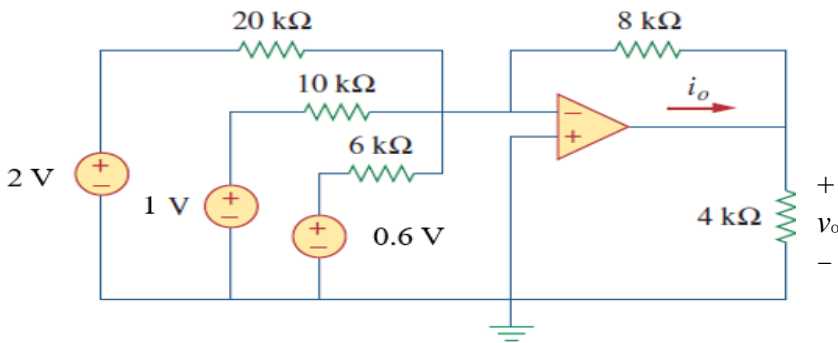 20 kΩ
8 kΩ
10 kΩ
i_o
6 kΩ
− +
2 V + −
1 V + −
+ − 0.6 V
4 kΩ
+
v_o
−